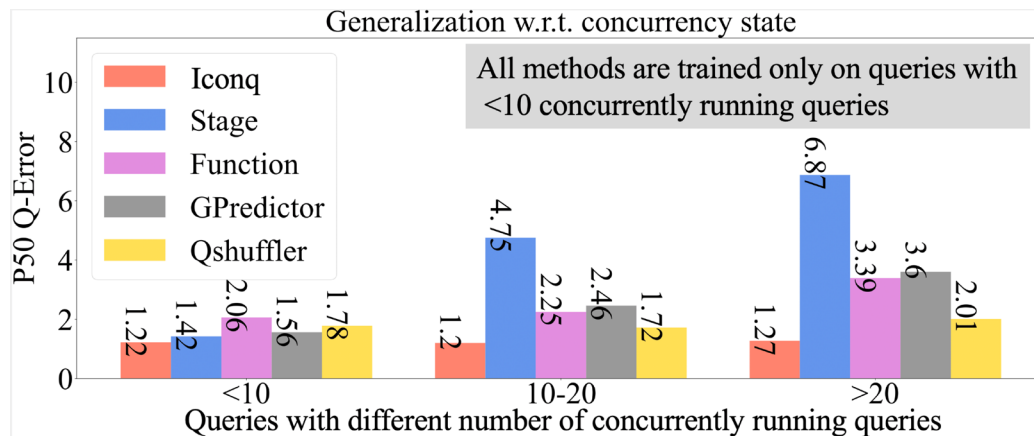 Generalization w.r.t. concurrency state
All methods are trained only on queries with
<10 concurrently running queries
Iconq
Stage
Function
GPredictor
Qshuffler
P50 Q-Error
10
8
6
4
2
0
1.22
1.42
2.06
1.56
1.78
1.2
4.75
2.25
2.46
1.72
1.27
6.87
3.39
3.6
2.01
<10
10-20
>20
Queries with different number of concurrently running queries